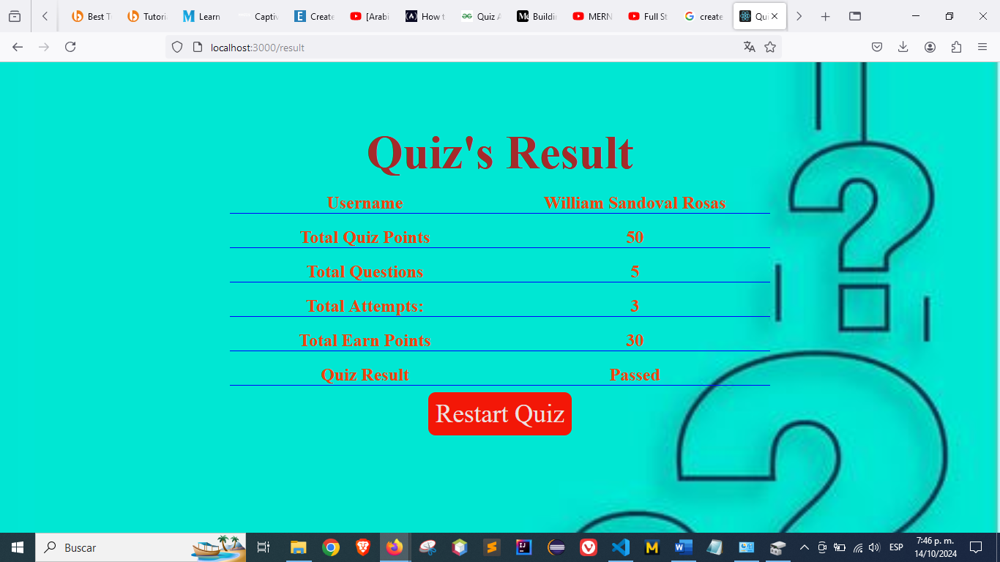 Best T
Tutori
Learn
Captiv
Create
[Arabi
How t
Quiz A
Buildi
MERN
Full St
create
Qui
localhost:3000/result
Quiz's Result
Username William Sandoval Rosas
Total Quiz Points 50
Total Questions 5
Total Attempts: 3
Total Earn Points 30
Quiz Result Passed
Restart Quiz
Buscar
ESP
7:46 p. m.
14/10/2024